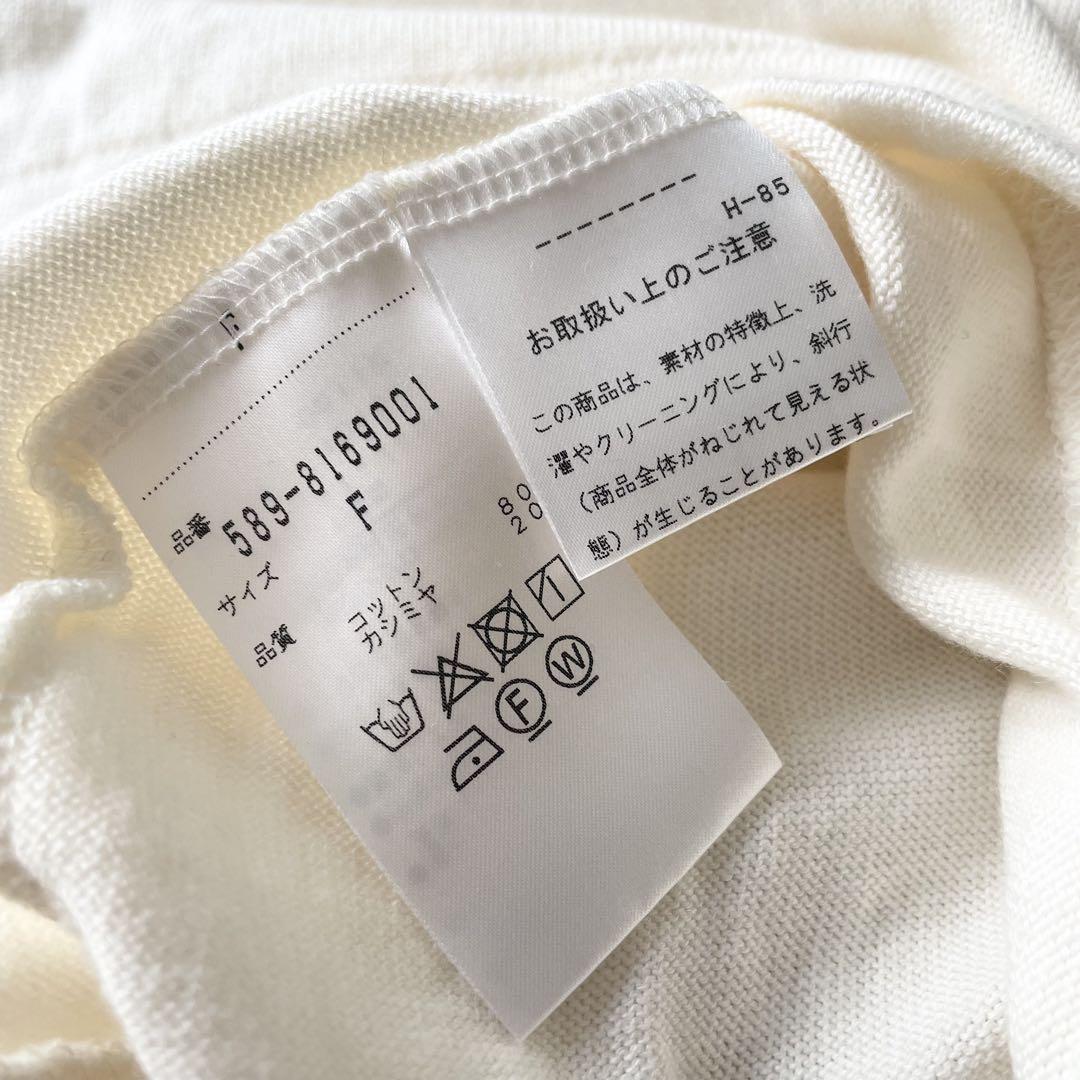 F
品番 589-8169001
サイズ F
品質 コットン 80
カシミヤ 20
F
W
H-85
お取扱い上のご注意
この商品は、素材の特徴上、洗
濯やクリーニングにより、斜行
(商品全体がねじれて見える状
態)が生じることがあります。